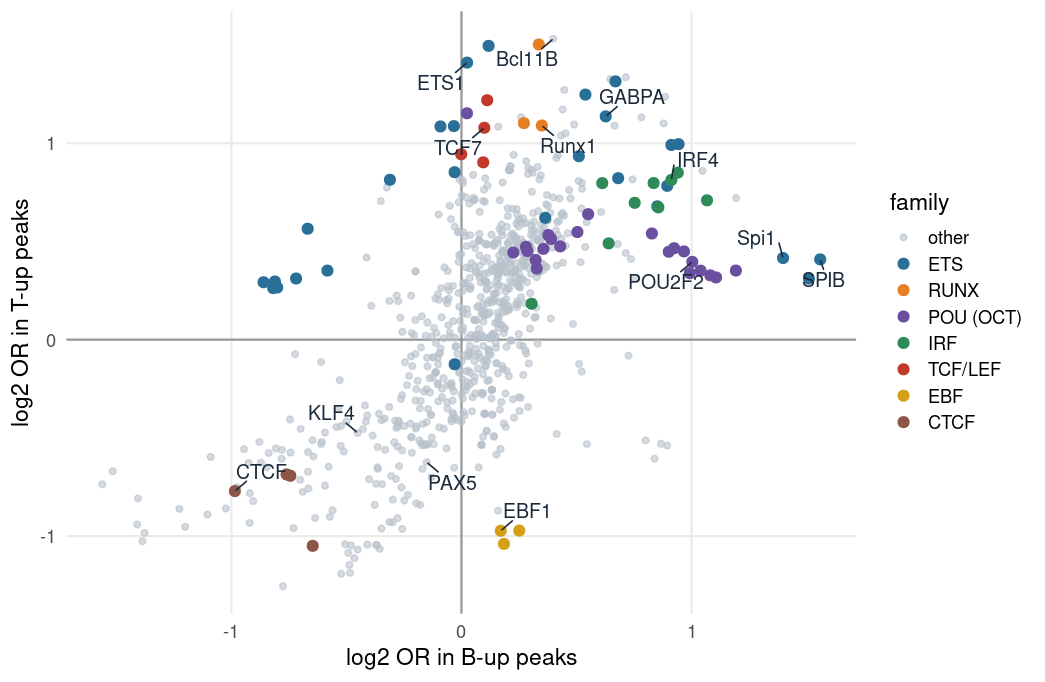 Bcl11B
ETS1
GABPA
TCF7
Runx1
IRF4
Spi1
SPIB
POU2F2
KLF4
CTCF
PAX5
EBF1
1
0
-1
-1
0
1
log2 OR in B-up peaks
log2 OR in T-up peaks
family
other
ETS
RUNX
POU (OCT)
IRF
TCF/LEF
EBF
CTCF